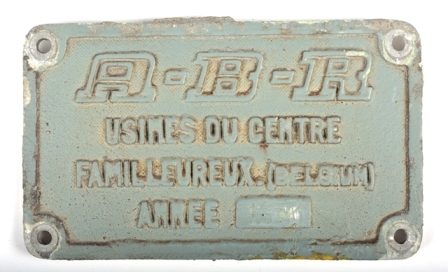 A-B-R
USINES DU CENTRE
FAMILLEUREUX.(BELGIUM)
ANNEE